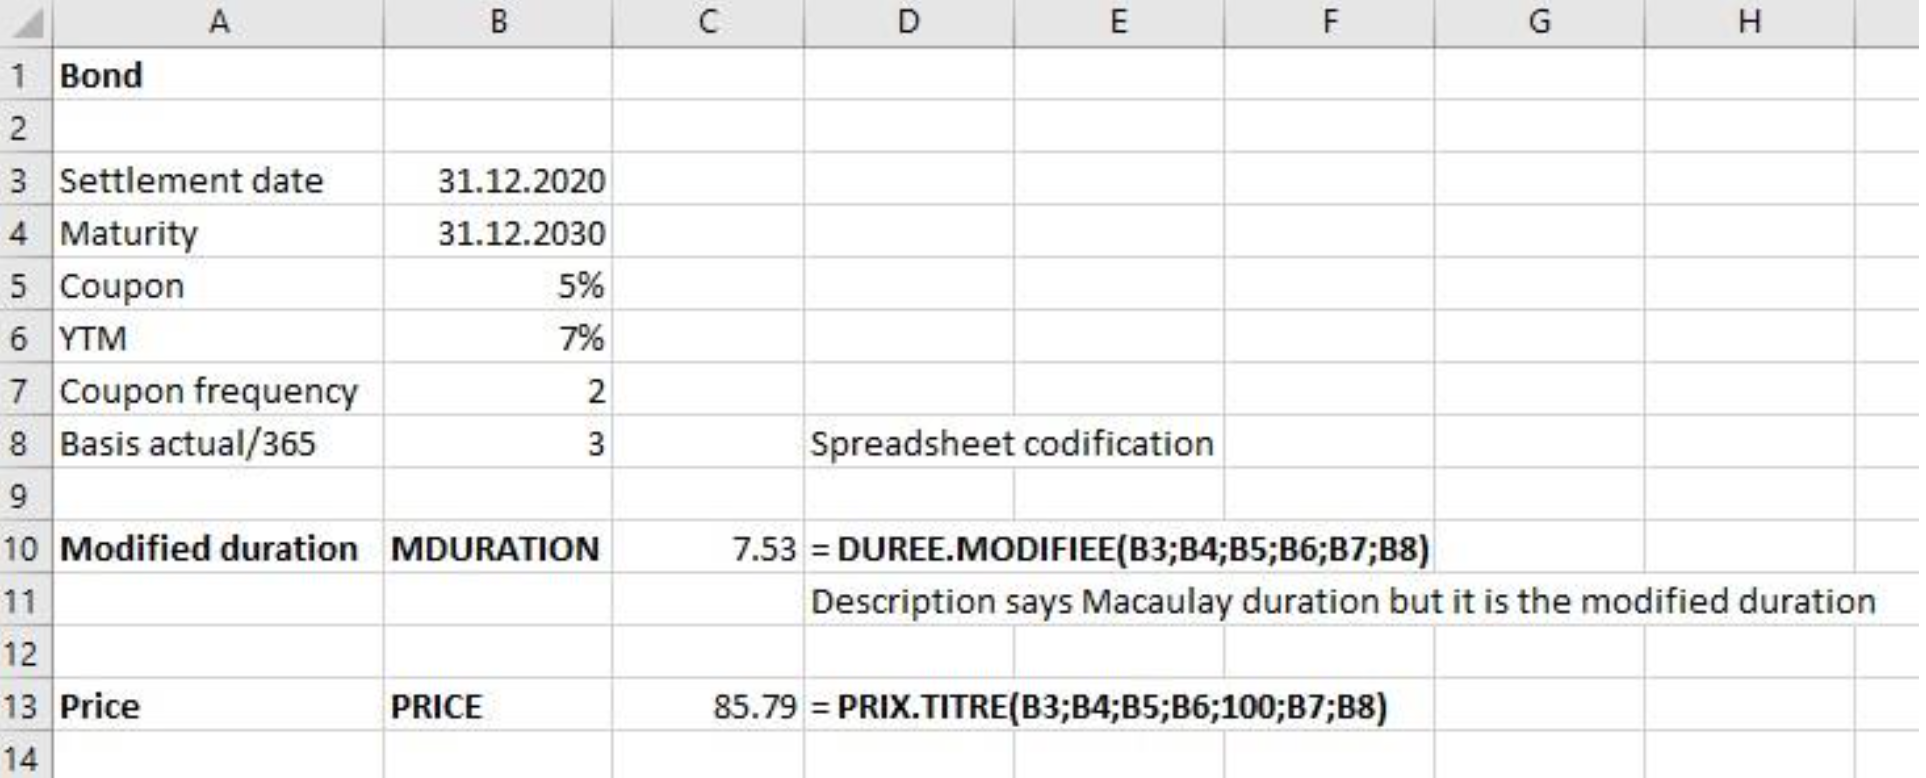 A B C D E F G H
1 Bond
2
3 Settlement date 31.12.2020
4 Maturity 31.12.2030
5 Coupon 5%
6 YTM 7%
7 Coupon frequency 2
8 Basis actual/365 3 Spreadsheet codification
9
10 Modified duration MDURATION 7.53 = DUREE.MODIFIEE(B3;B4;B5;B6;B7;B8)
11 Description says Macaulay duration but it is the modified duration
12
13 Price PRICE 85.79 = PRIX.TITRE(B3;B4;B5;B6;100;B7;B8)
14